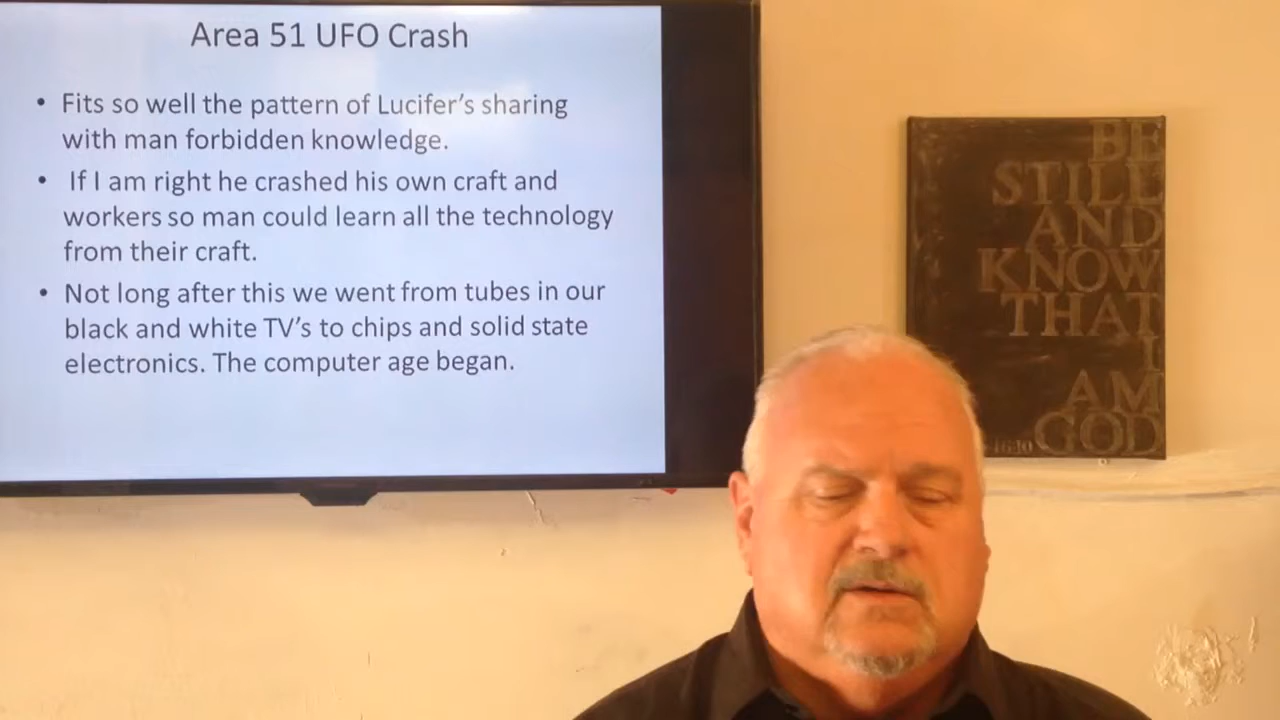 Area 51 UFO Crash
• Fits so well the pattern of Lucifer’s sharing
with man forbidden knowledge.
• If I am right he crashed his own craft and
workers so man could learn all the technology
from their craft.
• Not long after this we went from tubes in our
black and white TV’s to chips and solid state
electronics. The computer age began.
BE
STILL
AND
KNOW
THAT
I
AM
GOD